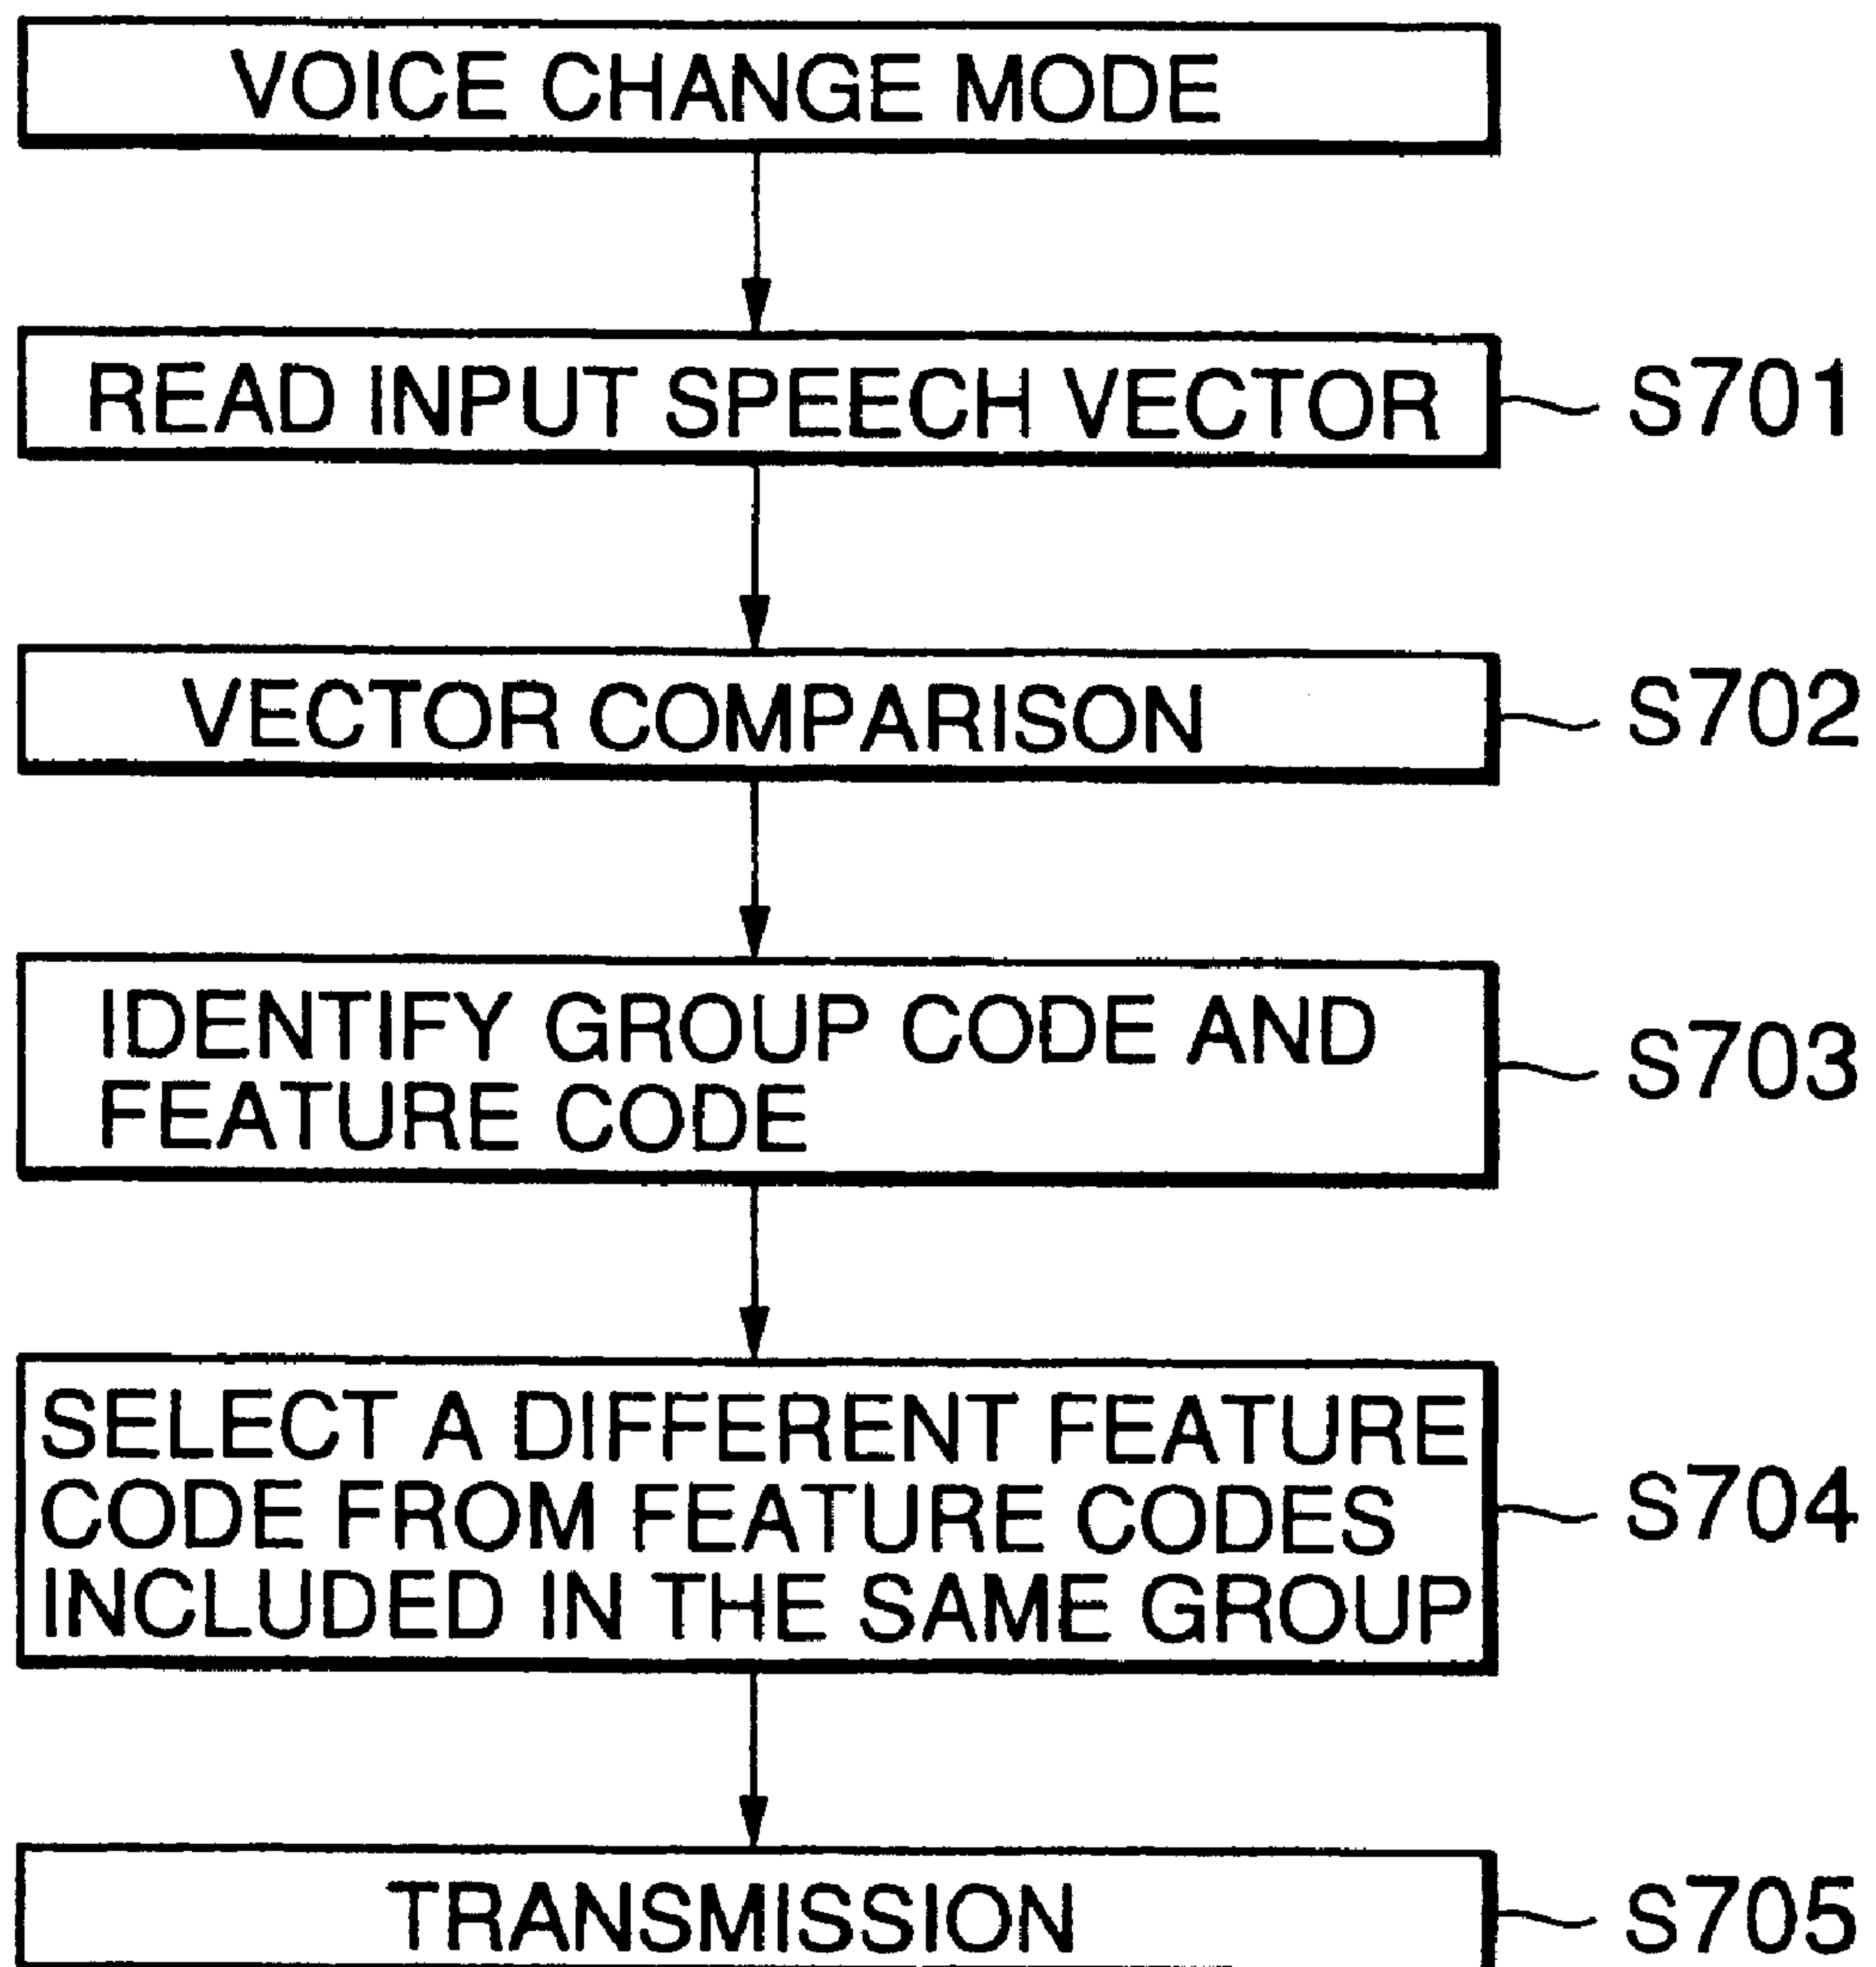 VOICE CHANGE MODE
READ INPUT SPEECH VECTOR
S701
VECTOR COMPARISON
S702
IDENTIFY GROUP CODE AND
FEATURE CODE
S703
SELECT A DIFFERENT FEATURE
CODE FROM FEATURE CODES
INCLUDED IN THE SAME GROUP
S704
TRANSMISSION
S705